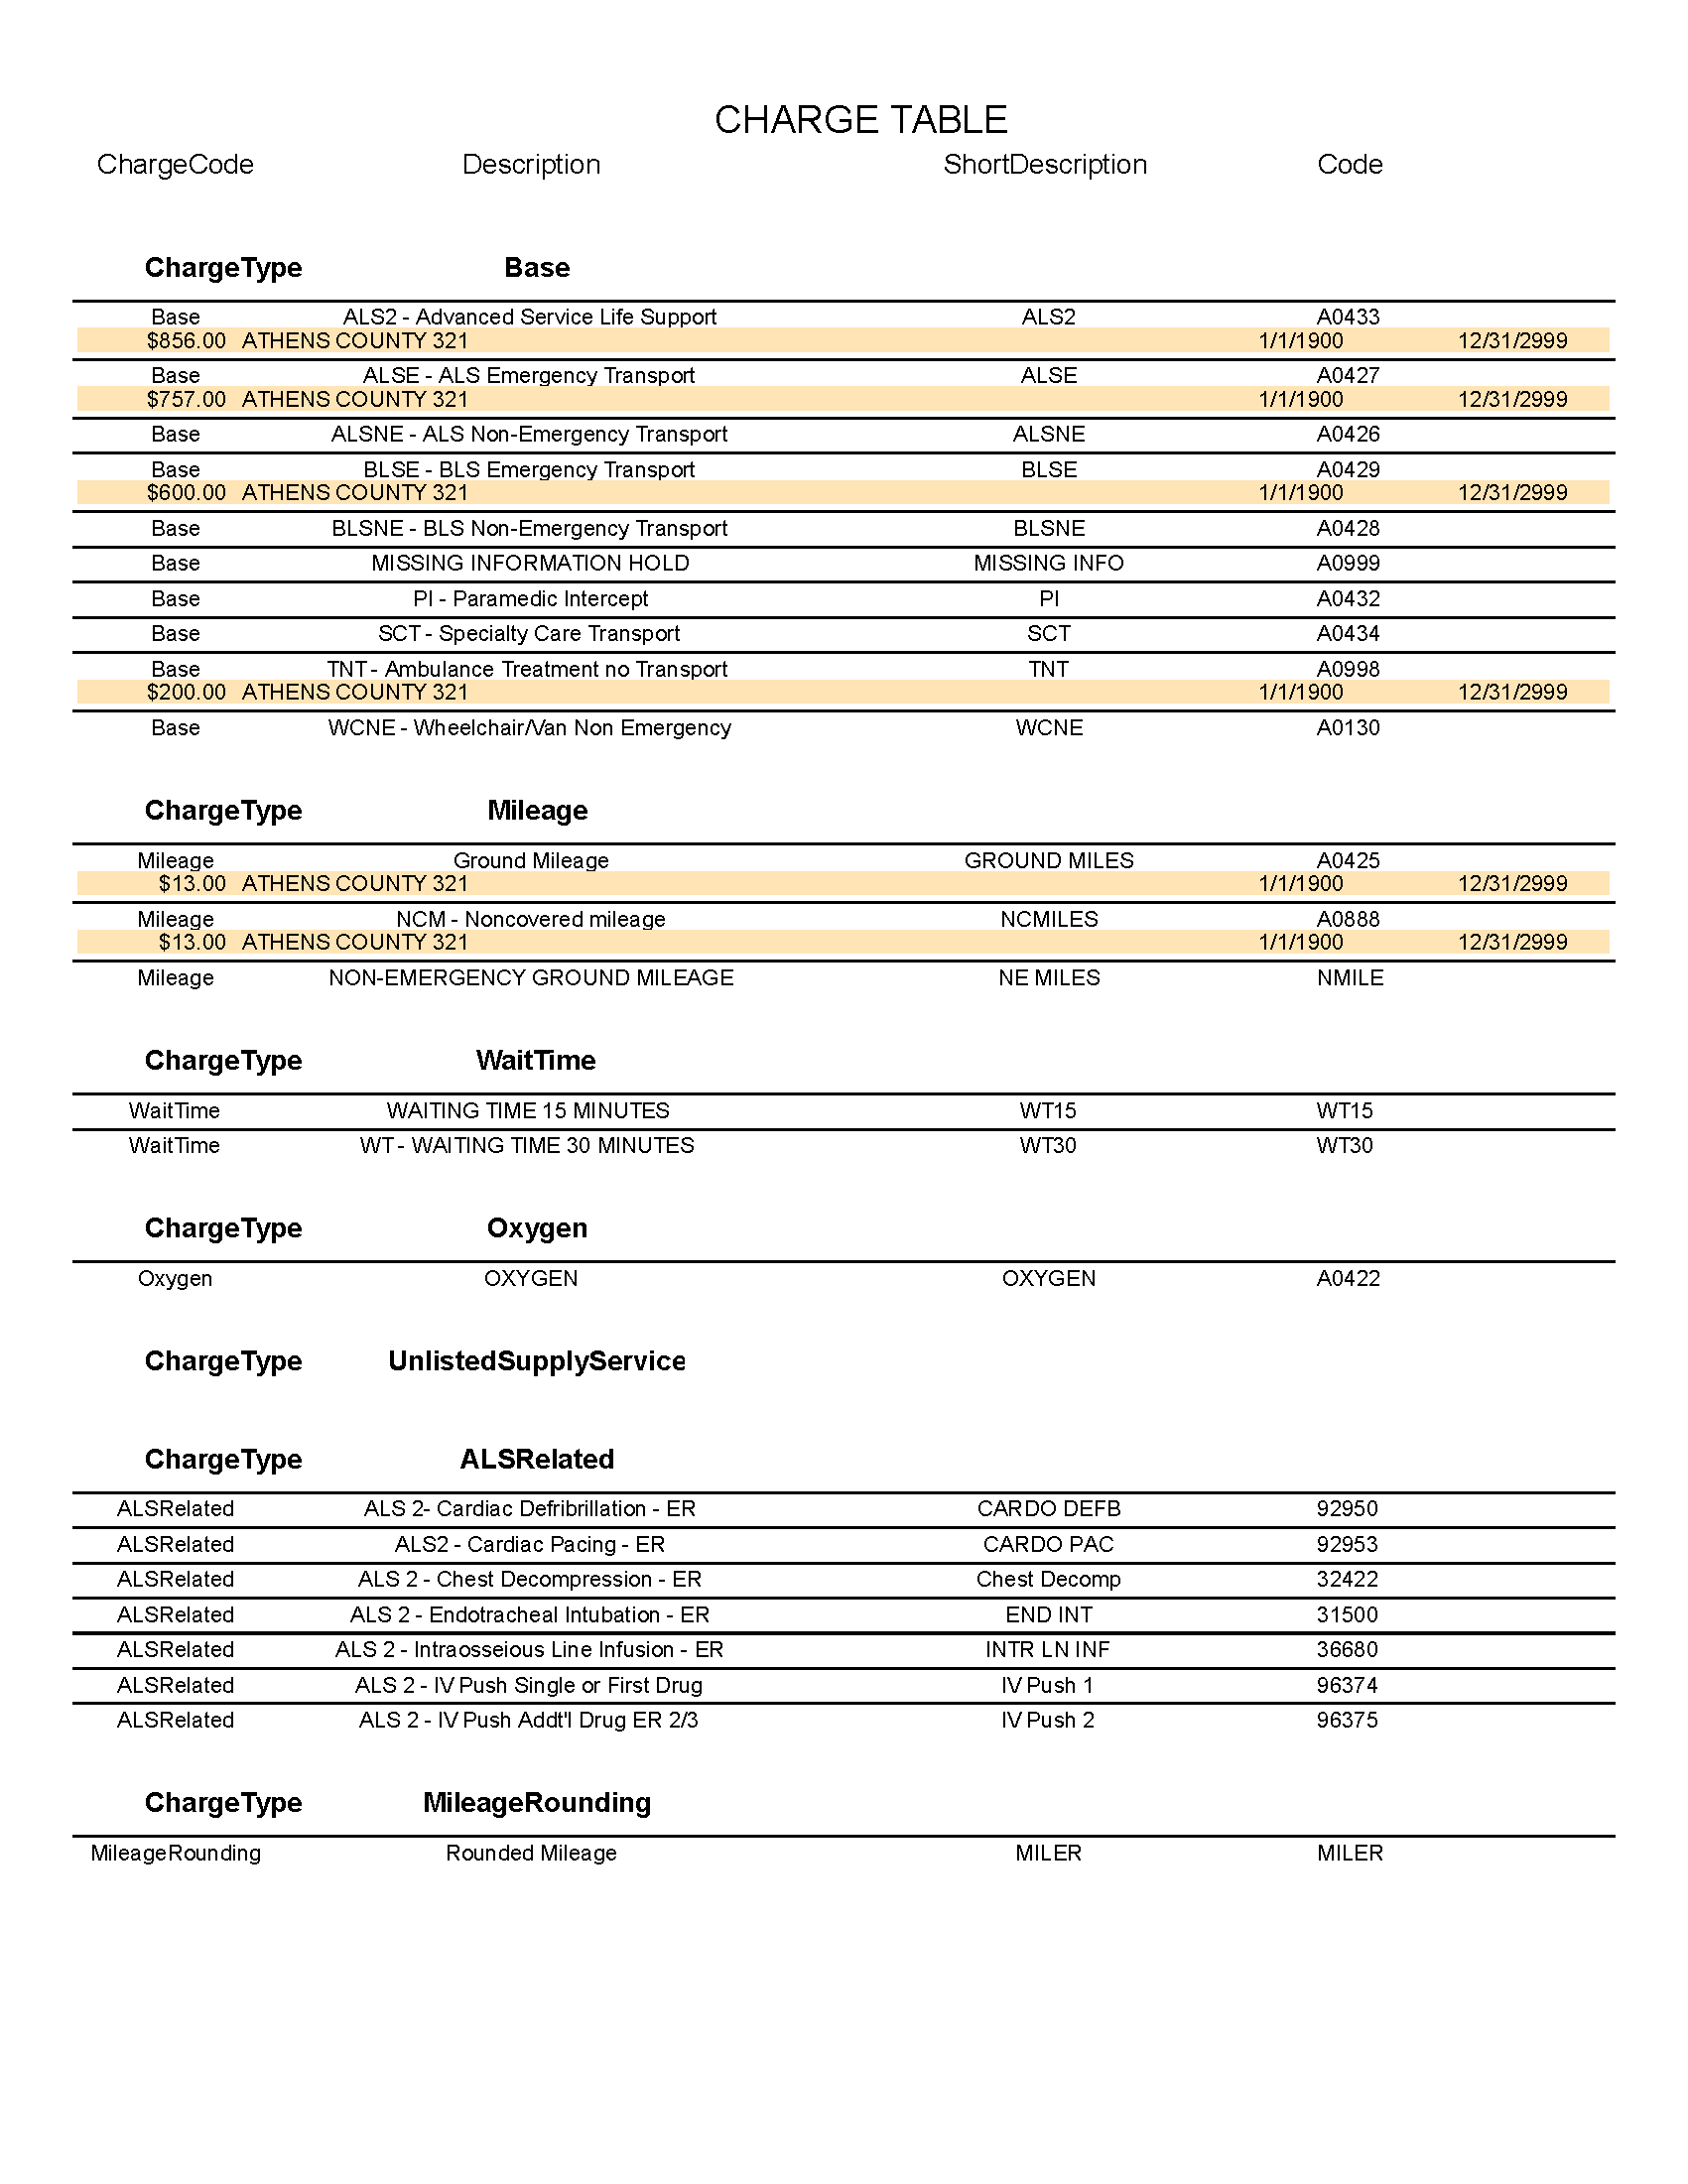 CHARGE TABLE
ChargeCode Description ShortDescription Code
ChargeType Base
Base ALS2 - Advanced Service Life Support ALS2 A0433
$856.00 ATHENS COUNTY 321 1/1/1900 12/31/2999
Base ALSE - ALS Emergency Transport ALSE A0427
$757.00 ATHENS COUNTY 321 1/1/1900 12/31/2999
Base ALSNE - ALS Non-Emergency Transport ALSNE A0426
Base BLSE - BLS Emergency Transport BLSE A0429
$600.00 ATHENS COUNTY 321 1/1/1900 12/31/2999
Base BLSNE - BLS Non-Emergency Transport BLSNE A0428
Base MISSING INFORMATION HOLD MISSING INFO A0999
Base PI - Paramedic Intercept PI A0432
Base SCT - Specialty Care Transport SCT A0434
Base TNT - Ambulance Treatment no Transport TNT A0998
$200.00 ATHENS COUNTY 321 1/1/1900 12/31/2999
Base WCNE - Wheelchair/Van Non Emergency WCNE A0130
ChargeType Mileage
Mileage Ground Mileage GROUND MILES A0425
$13.00 ATHENS COUNTY 321 1/1/1900 12/31/2999
Mileage NCM - Noncovered mileage NCMILES A0888
$13.00 ATHENS COUNTY 321 1/1/1900 12/31/2999
Mileage NON-EMERGENCY GROUND MILEAGE NE MILES NMILE
ChargeType WaitTime
WaitTime WAITING TIME 15 MINUTES WT15 WT15
WaitTime WT - WAITING TIME 30 MINUTES WT30 WT30
ChargeType Oxygen
Oxygen OXYGEN OXYGEN A0422
ChargeType UnlistedSupplyService
ChargeType ALSRelated
ALSRelated ALS 2- Cardiac Defribrillation - ER CARDO DEFB 92950
ALSRelated ALS2 - Cardiac Pacing - ER CARDO PAC 92953
ALSRelated ALS 2 - Chest Decompression - ER Chest Decomp 32422
ALSRelated ALS 2 - Endotracheal Intubation - ER END INT 31500
ALSRelated ALS 2 - Intraosseious Line Infusion - ER INTR LN INF 36680
ALSRelated ALS 2 - IV Push Single or First Drug IV Push 1 96374
ALSRelated ALS 2 - IV Push Addt'l Drug ER 2/3 IV Push 2 96375
ChargeType MileageRounding
MileageRounding Rounded Mileage MILER MILER